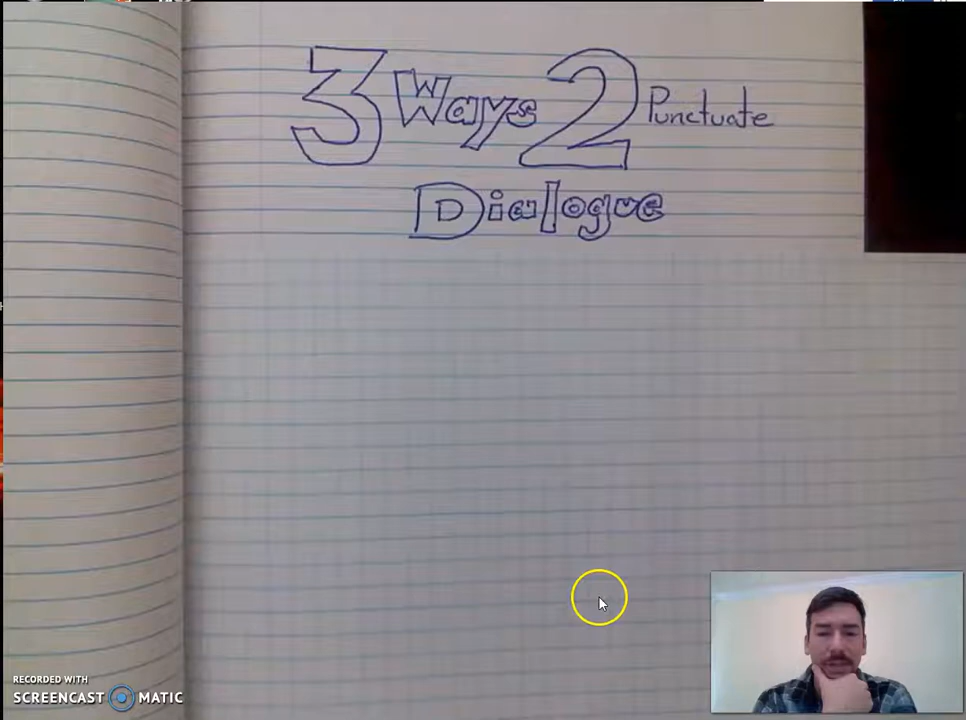 3 Ways 2 Punctuate
Dialogue
RECORDED WITH
SCREENCAST MATIC